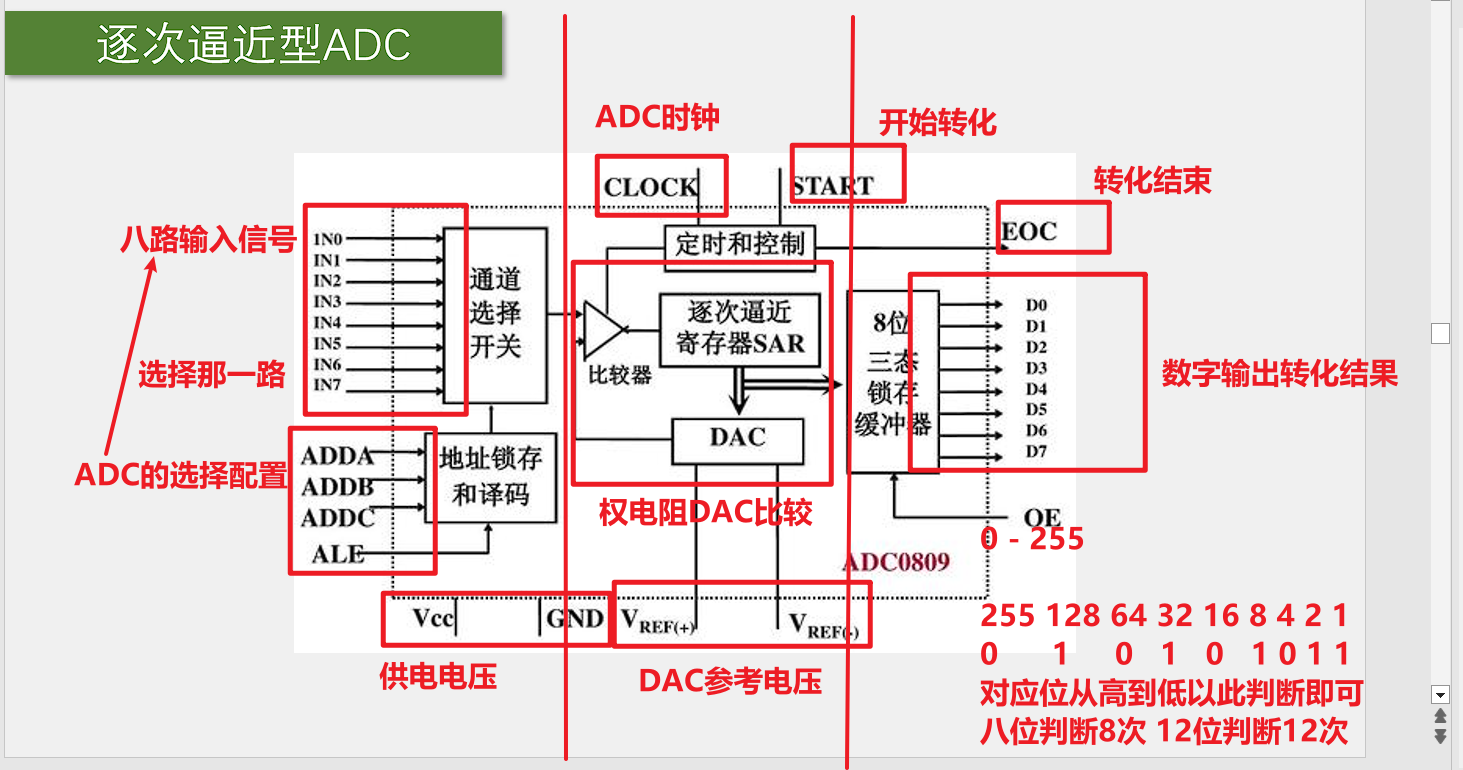 逐次逼近型ADC
ADC时钟
开始转化
CLOCK
START
转化结束
EOC
八路输入信号
定时和控制
IN0
IN1
IN2
IN3
IN4
IN5
IN6
IN7
通道
选择
开关
逐次逼近
寄存器SAR
比较器
8位
三态
锁存
缓冲器
D0
D1
D2
D3
D4
D5
D6
D7
选择那一路
数字输出转化结果
DAC
ADC的选择配置
ADDA
ADDB
ADDC
ALE
地址锁存
和译码
权电阻DAC比较
OE
0 - 255
ADC0809
Vcc
GND
VREF(+)
VREF(-)
供电电压
DAC参考电压
255 128 64 32 16 8 4 2 1
0 1 0 1 0 1 0 1 1
对应位从高到低以此判断即可
八位判断8次 12位判断12次